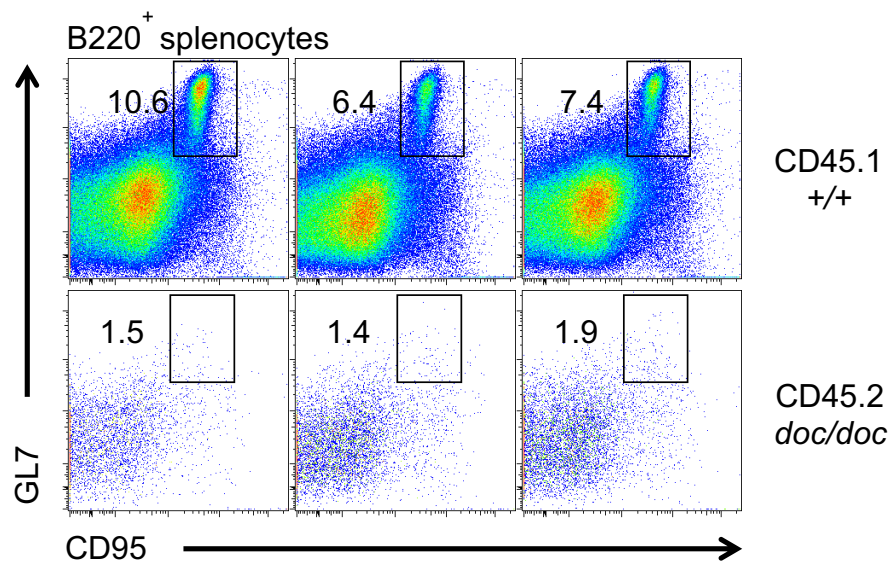 B220+ splenocytes
10.6
6.4
7.4
CD45.1
+/+
1.5
1.4
1.9
CD45.2
doc/doc
GL7
CD95